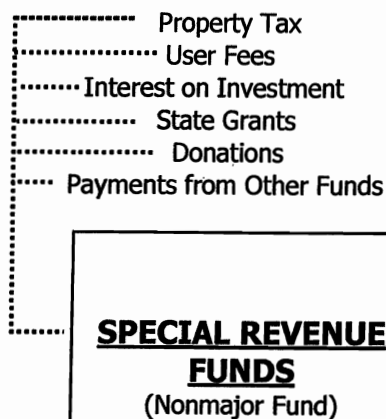 Property Tax
User Fees
Interest on Investment
State Grants
Donations
Payments from Other Funds
SPECIAL REVENUE
FUNDS
(Nonmajor Fund)